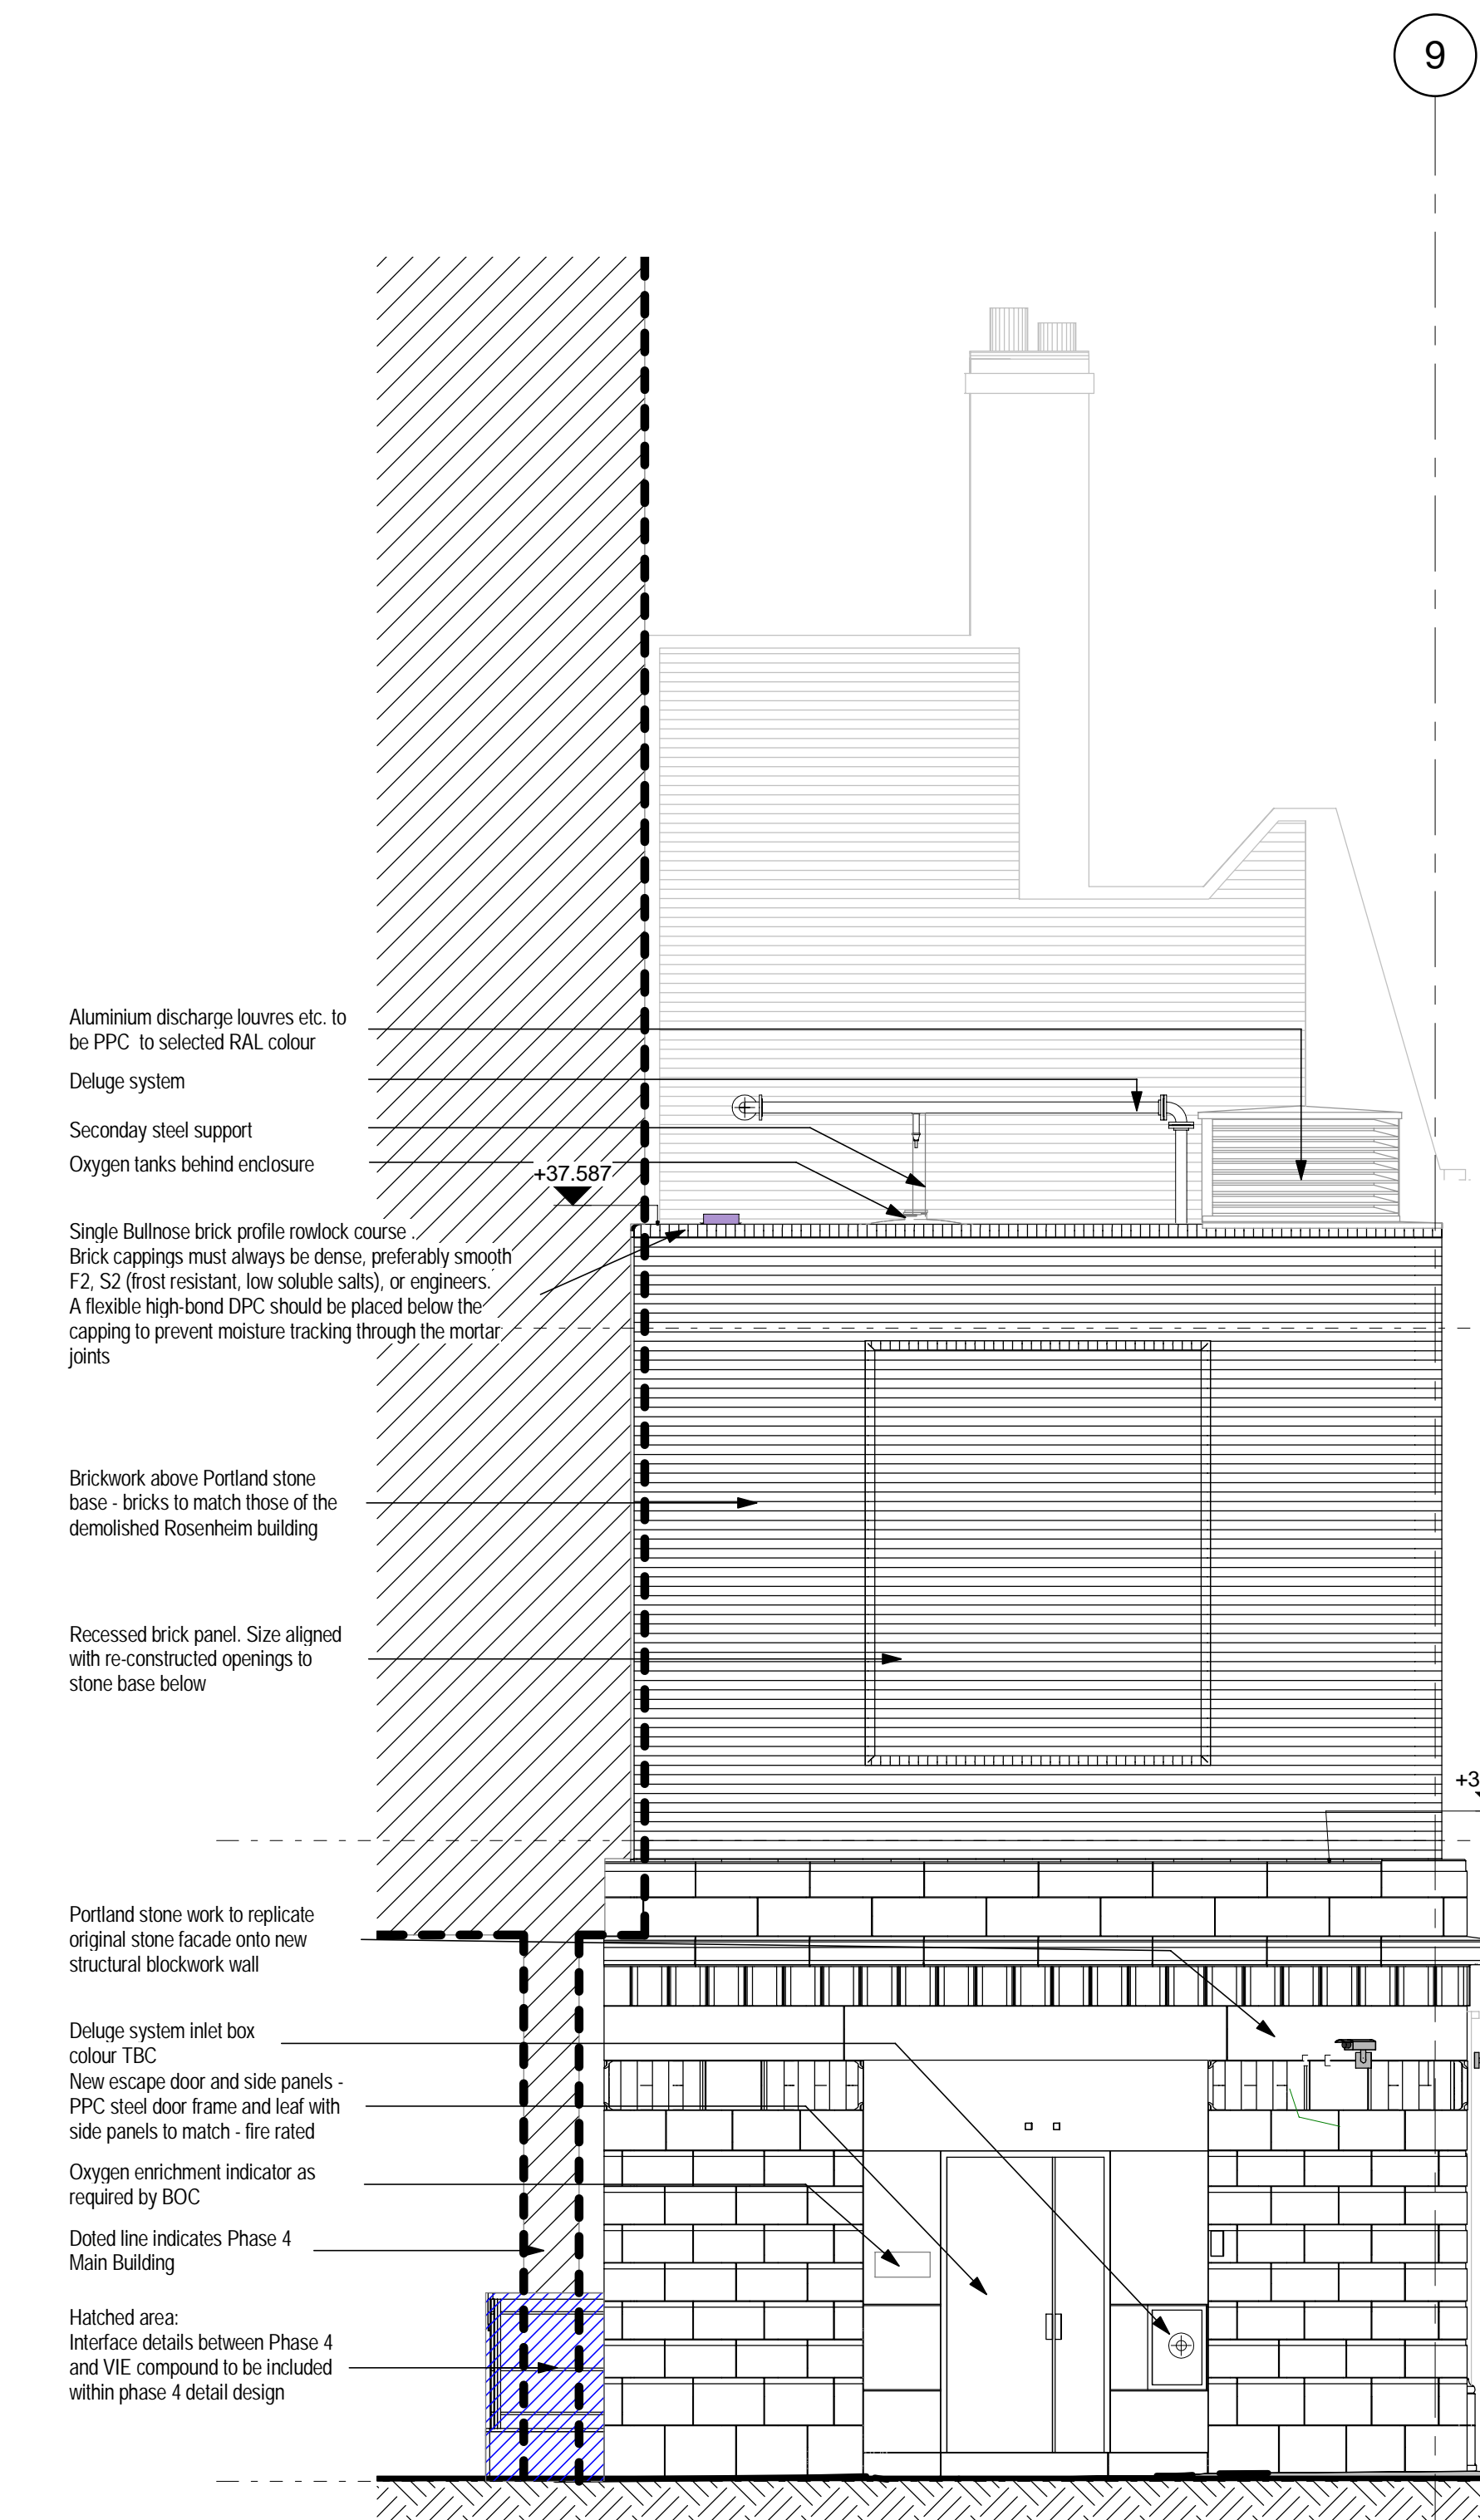 9
Aluminium discharge louvres etc. to
be PPC to selected RAL colour
Deluge system
Seconday steel support
Oxygen tanks behind enclosure
+37.587
Single Bullnose brick profile rowlock course .
Brick cappings must always be dense, preferably smooth
F2, S2 (frost resistant, low soluble salts), or engineers.
A flexible high-bond DPC should be placed below the
capping to prevent moisture tracking through the mortar
joints
Brickwork above Portland stone
base - bricks to match those of the
demolished Rosenheim building
Recessed brick panel. Size aligned
with re-constructed openings to
stone base below
+3
Portland stone work to replicate
original stone facade onto new
structural blockwork wall
Deluge system inlet box
colour TBC
New escape door and side panels -
PPC steel door frame and leaf with
side panels to match - fire rated
Oxygen enrichment indicator as
required by BOC
Doted line indicates Phase 4
Main Building
Hatched area:
Interface details between Phase 4
and VIE compound to be included
within phase 4 detail design